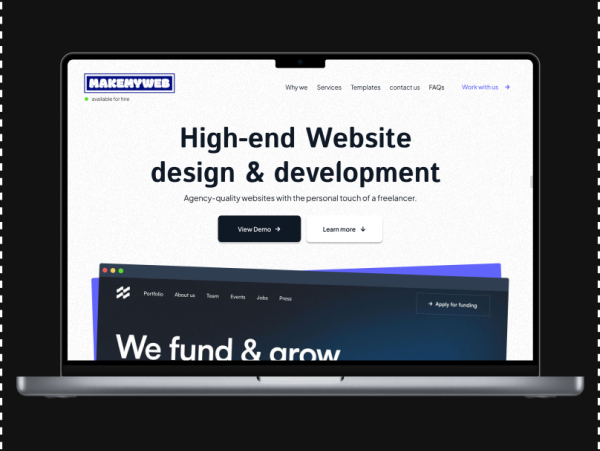 MAKEMYWEB
available for hire
Why we Services Templates contact us FAQs Work with us →
High-end Website
design & development
Agency-quality websites with the personal touch of a freelancer.
View Demo → Learn more ↓
Portfolio About us Team Events Jobs Press → Apply for funding
We fund & grow